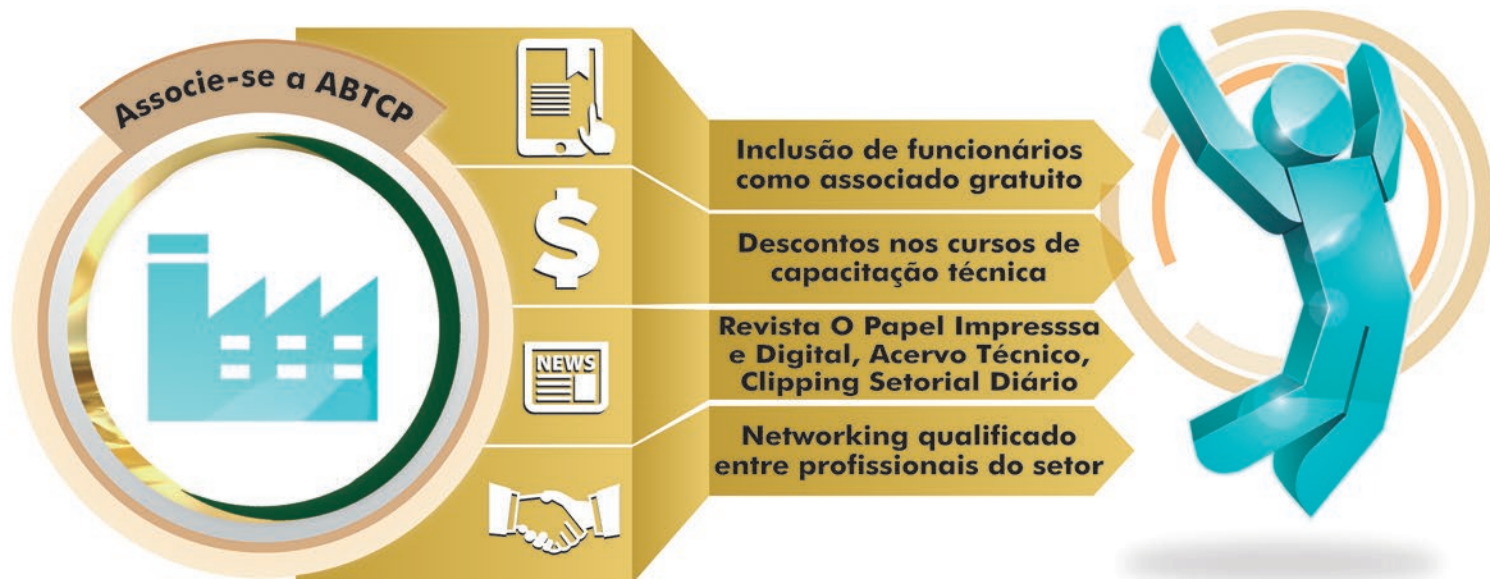 Associe-se a ABTCP
$
Inclusão de funcionários
como associado gratuito
Descontos nos cursos de
capacitação técnica
NEWS
Revista O Papel Impresssa
e Digital, Acervo Técnico,
Clipping Setorial Diário
Networking qualificado
entre profissionais do setor